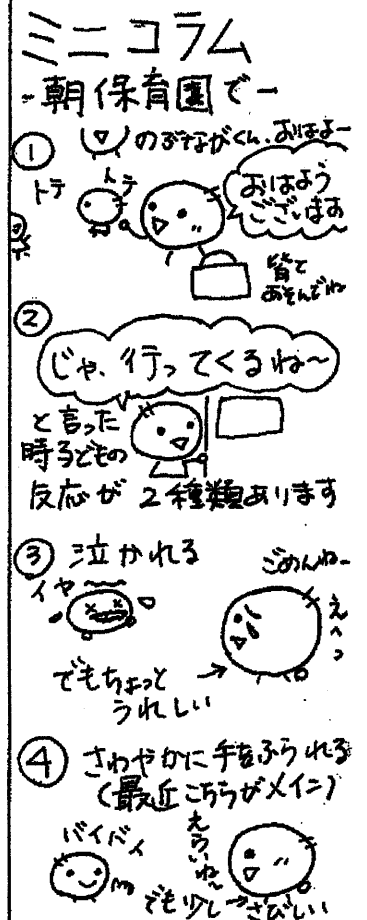 ミニコラム
-朝保育園で-
①
のぶながくん、おはよー
トテ
トテ
おはよう
ございます
皆と
あそんでね
②
じゃ、行ってくるね〜
と言った
時子どもの
反応が 2種類あります
③ 泣かれる
イヤ〜〜
ごめんねー
えへっ
でもちょっと
うれしい
→
④ さわやかに手をふられる
(最近こちらがメイン)
バイバイ
えらいね〜
でも少し→さびしい